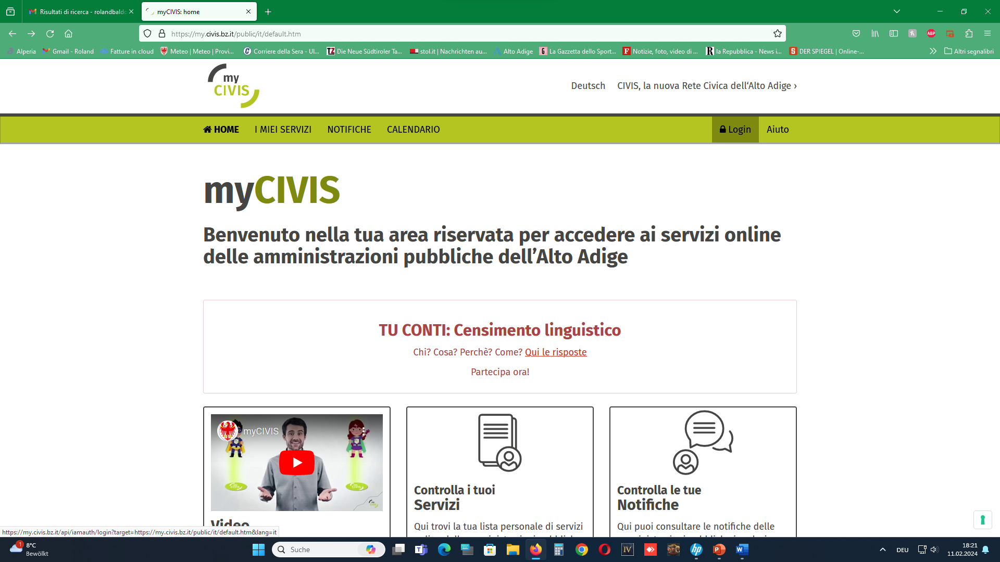 Risultati di ricerca - rolandbaldo
myCIVIS: home
https://my.civis.bz.it/public/it/default.htm
Alperia
Gmail - Roland
Fatture in cloud
Meteo | Meteo | Provi...
Corriere della Sera - Ul...
Die Neue Südtiroler Ta...
stol.it | Nachrichten au...
Alto Adige
La Gazzetta dello Sport...
Notizie, foto, video di ...
la Repubblica - News i...
DER SPIEGEL | Online-...
Altri segnalibri
my
CIVIS
Deutsch
CIVIS, la nuova Rete Civica dell‘Alto Adige ›
HOME
I MIEI SERVIZI
NOTIFICHE
CALENDARIO
Login
Aiuto
myCIVIS
Benvenuto nella tua area riservata per accedere ai servizi online
delle amministrazioni pubbliche dell’Alto Adige
TU CONTI: Censimento linguistico
Chi? Cosa? Perchè? Come? Qui le risposte
Partecipa ora!
myCIVIS
Video
Controlla i tuoi
Servizi
Qui trovi la tua lista personale di servizi
Controlla le tue
Notifiche
Qui puoi consultare le notifiche delle
https://my.civis.bz.it/api/iamauth/login?target=https://my.civis.bz.it/public/it/default.htm&lang=it
1
8°C
Bewölkt
Suche
DEU
18:21
11.02.2024